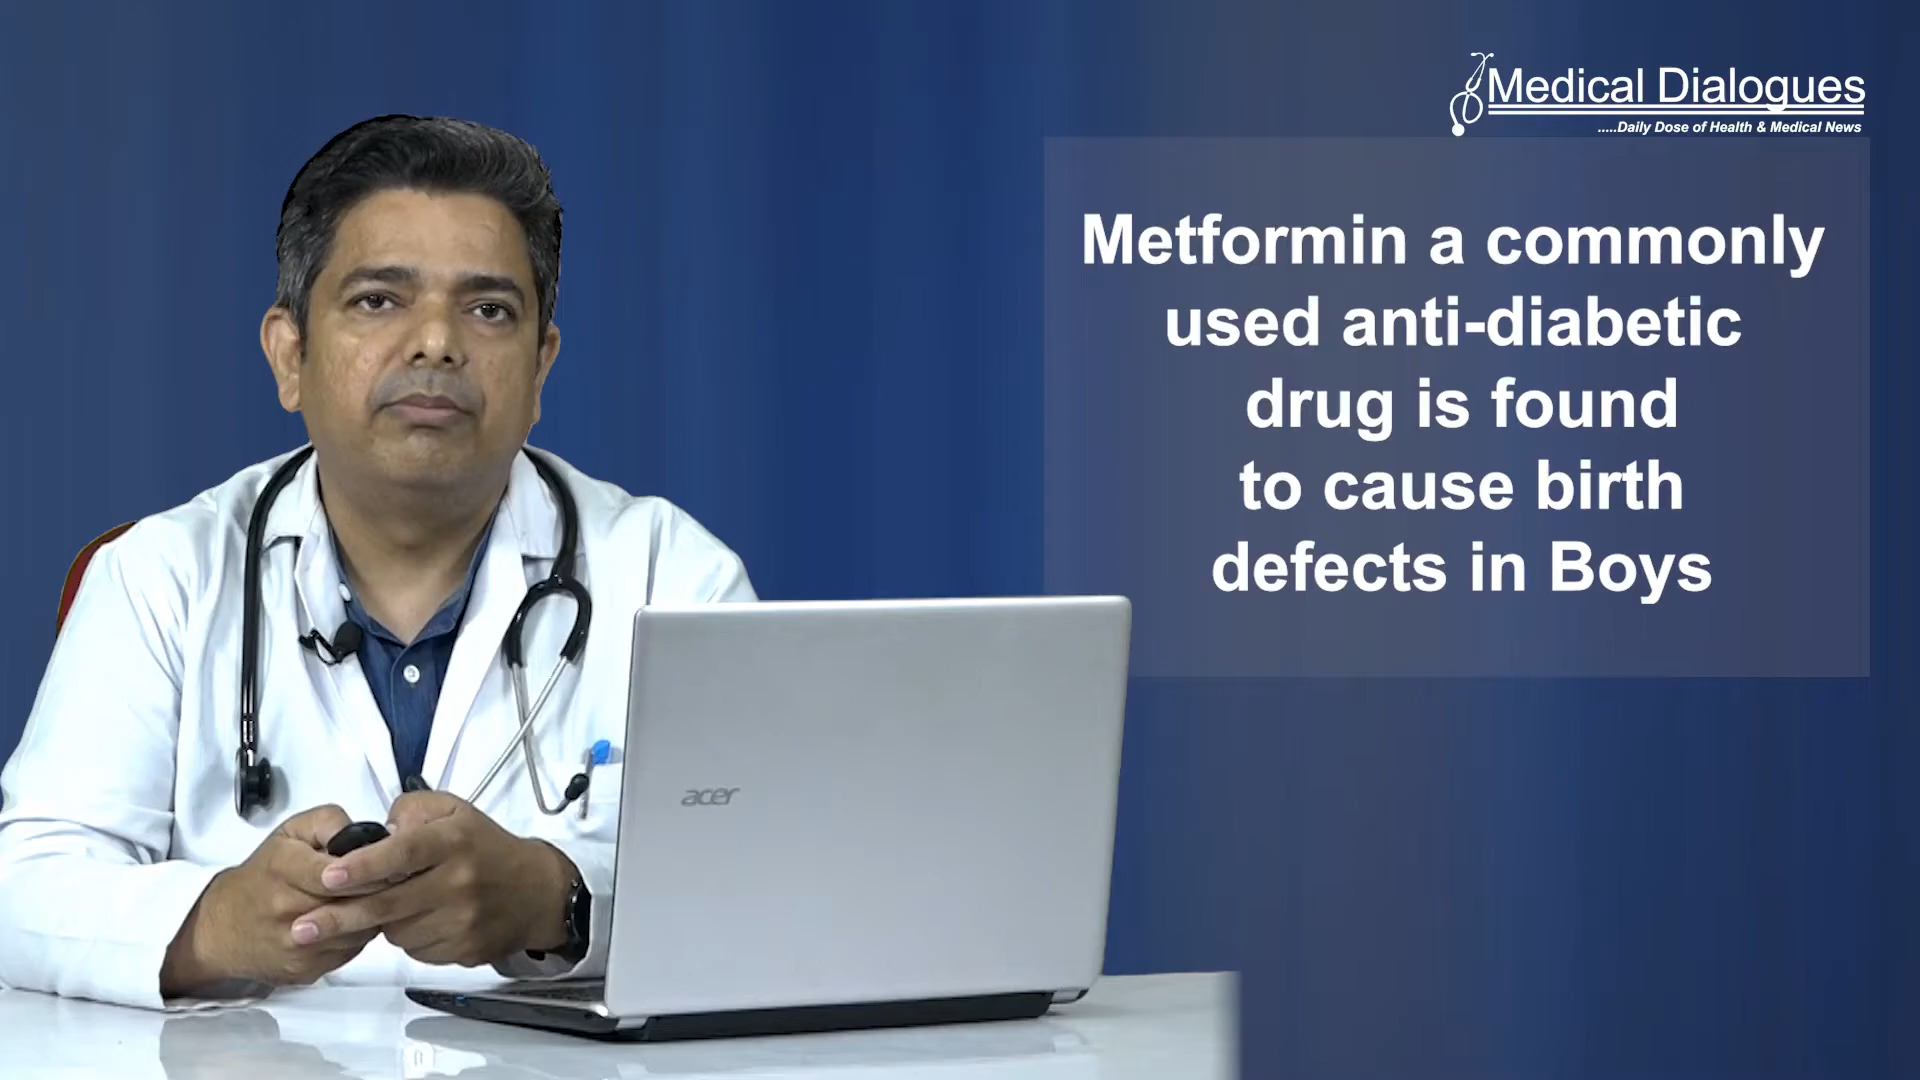 Medical Dialogues
.....Daily Dose of Health & Medical News
Metformin a commonly
used anti-diabetic
drug is found
to cause birth
defects in Boys
acer